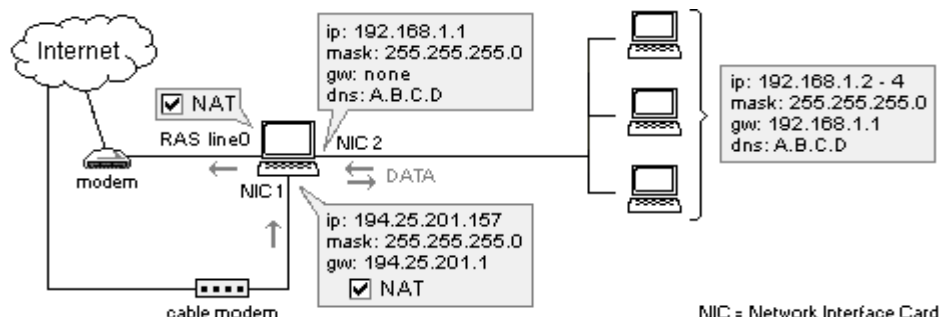 Internet
ip: 192.168.1.1
mask: 255.255.255.0
gw: none
dns: A.B.C.D
NAT
RAS line0
NIC 2
modem
NIC 1
DATA
ip: 192.168.1.2 - 4
mask: 255.255.255.0
gw: 192.168.1.1
dns: A.B.C.D
ip: 194.25.201.157
mask: 255.255.255.0
gw: 194.25.201.1
NAT
cable modem
NIC = Network Interface Card